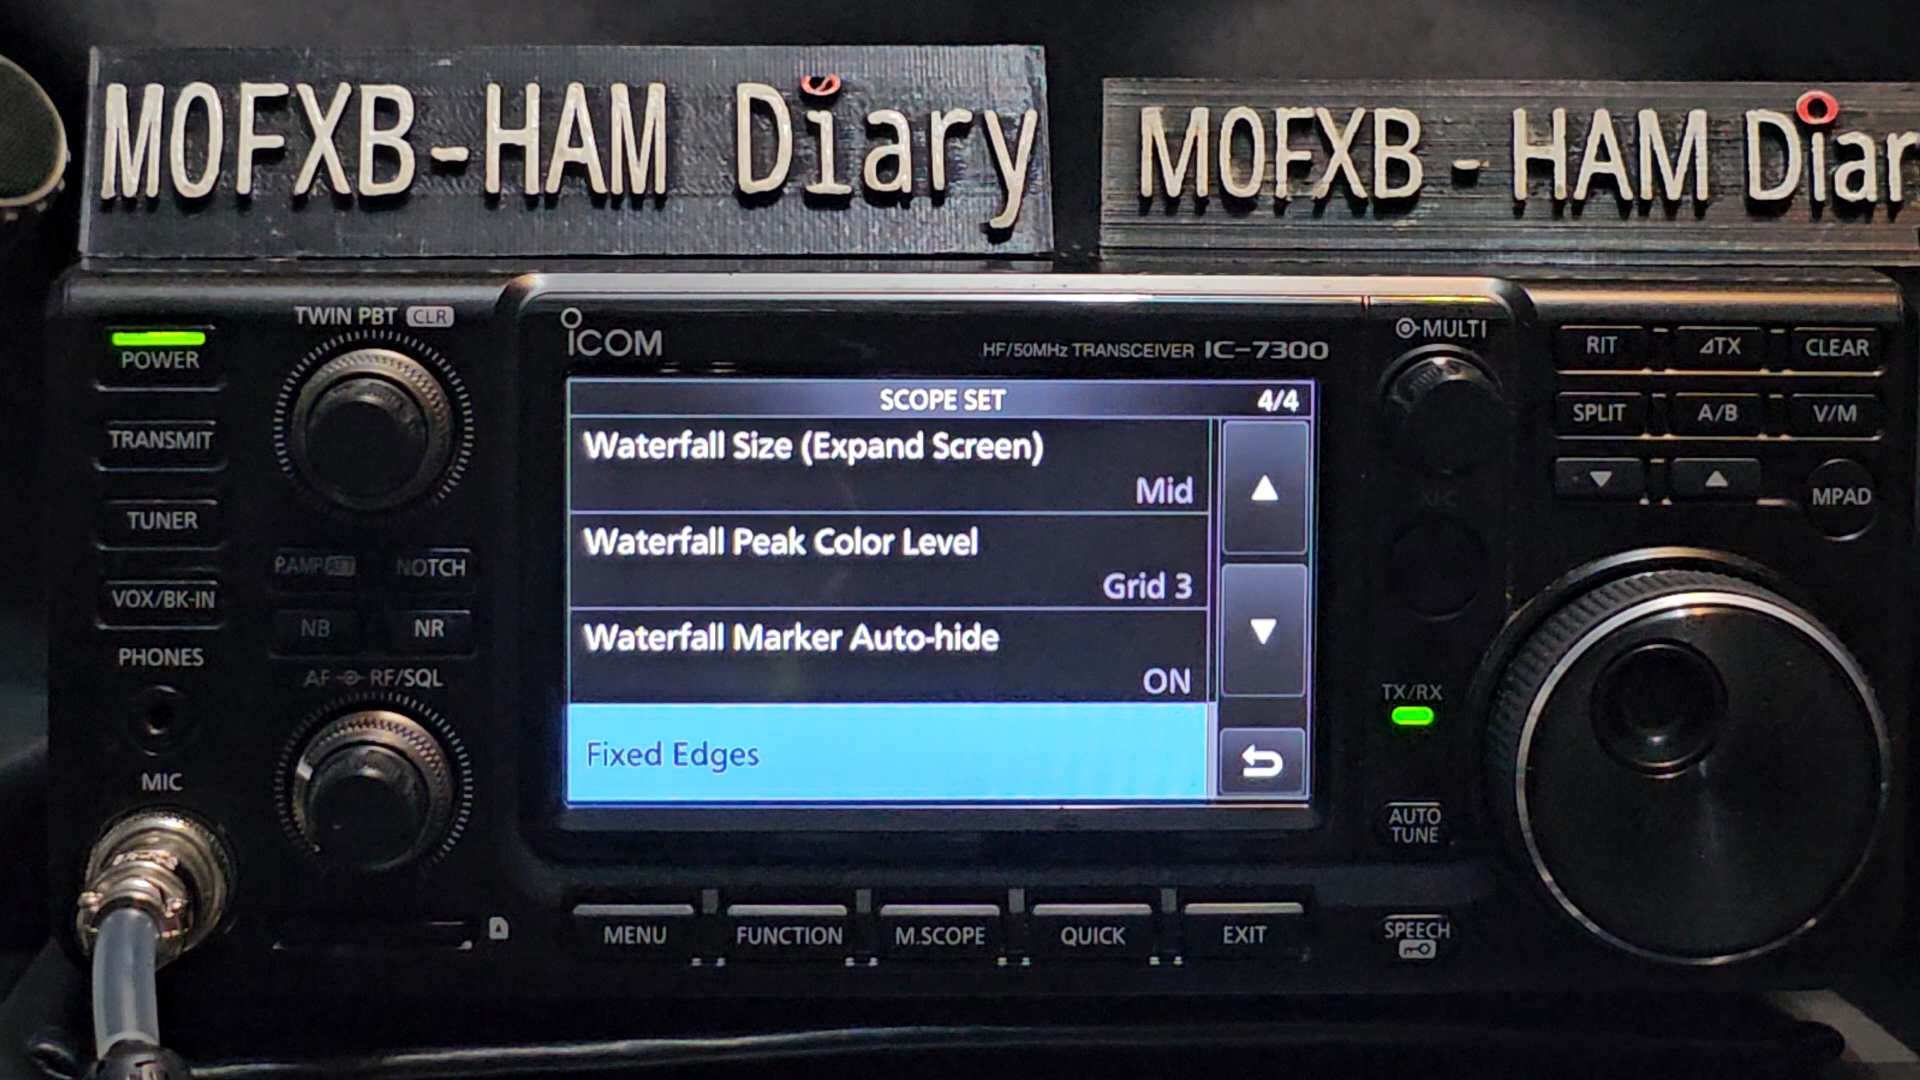 MOFXB-HAM Diary
MOFXB - HAM Diar
TWIN PBT CLR
ICOM
HF/50MHz TRANSCEIVER IC-7300
MULTI
POWER
TRANSMIT
TUNER
VOX/BK-IN
PHONES
MIC
P.AMP ATT
NOTCH
NB
NR
AF RF/SQL
SCOPE SET 4/4
Waterfall Size (Expand Screen)
Mid
Waterfall Peak Color Level
Grid 3
Waterfall Marker Auto-hide
ON
Fixed Edges
MENU
FUNCTION
M.SCOPE
QUICK
EXIT
RIT
⊿TX
CLEAR
SPLIT
A/B
V/M
MPAD
TX/RX
AUTO
TUNE
SPEECH